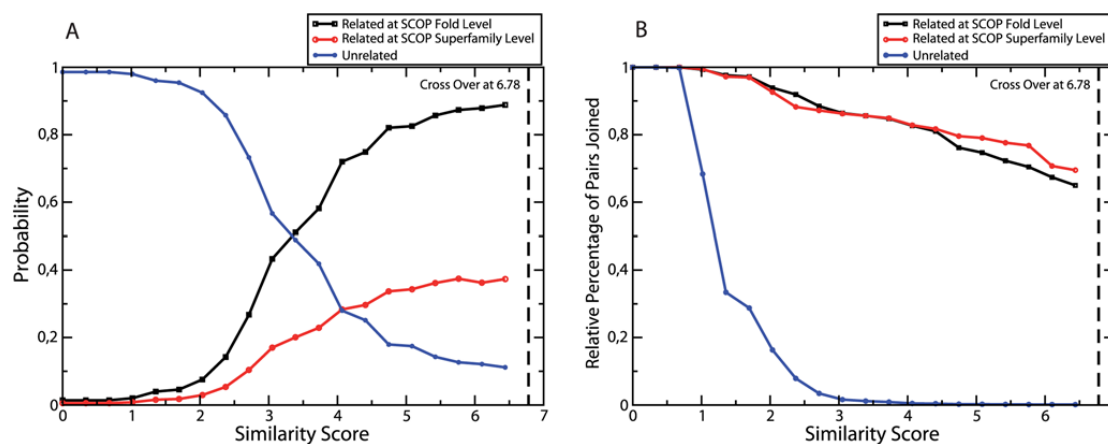 A
Related at SCOP Fold Level
Related at SCOP Superfamily Level
Unrelated
Cross Over at 6.78
1
0,8
0,6
0,4
0,2
0
0 1 2 3 4 5 6 7
Probability
Similarity Score
B
Related at SCOP Fold Level
Related at SCOP Superfamily Level
Unrelated
Cross Over at 6.78
1
0,8
0,6
0,4
0,2
0
0 1 2 3 4 5 6
Relative Percentage of Pairs Joined
Similarity Score